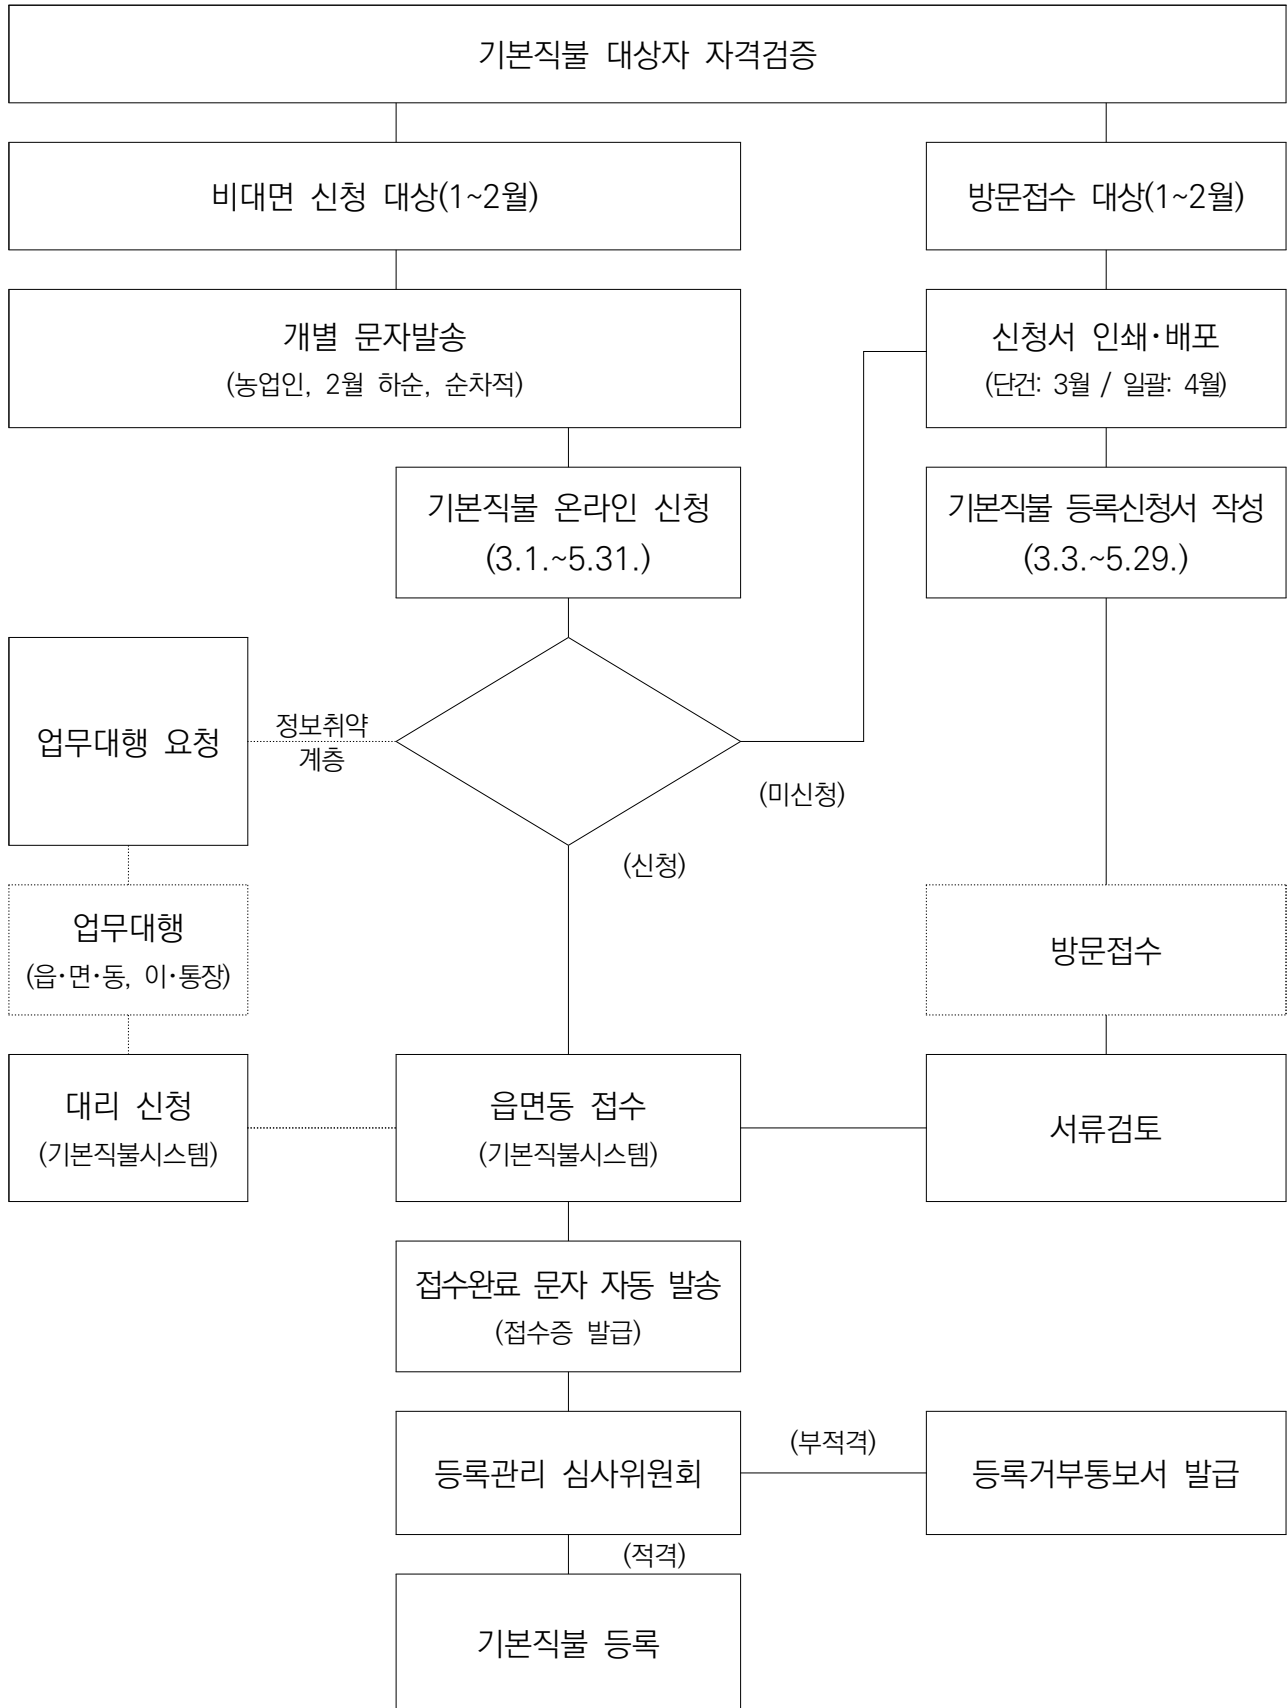 기본직불 대상자 자격검증
비대면 신청 대상(1~2월)
방문접수 대상(1~2월)
개별 문자발송
(농업인, 2월 하순, 순차적)
신청서 인쇄·배포
(단건: 3월 / 일괄: 4월)
기본직불 온라인 신청
(3.1.~5.31.)
기본직불 등록신청서 작성
(3.3.~5.29.)
업무대행 요청
정보취약
계층
(미신청)
(신청)
업무대행
(읍·면·동, 이·통장)
방문접수
대리 신청
(기본직불시스템)
읍면동 접수
(기본직불시스템)
서류검토
접수완료 문자 자동 발송
(접수증 발급)
등록관리 심사위원회
(부적격)
등록거부통보서 발급
(적격)
기본직불 등록